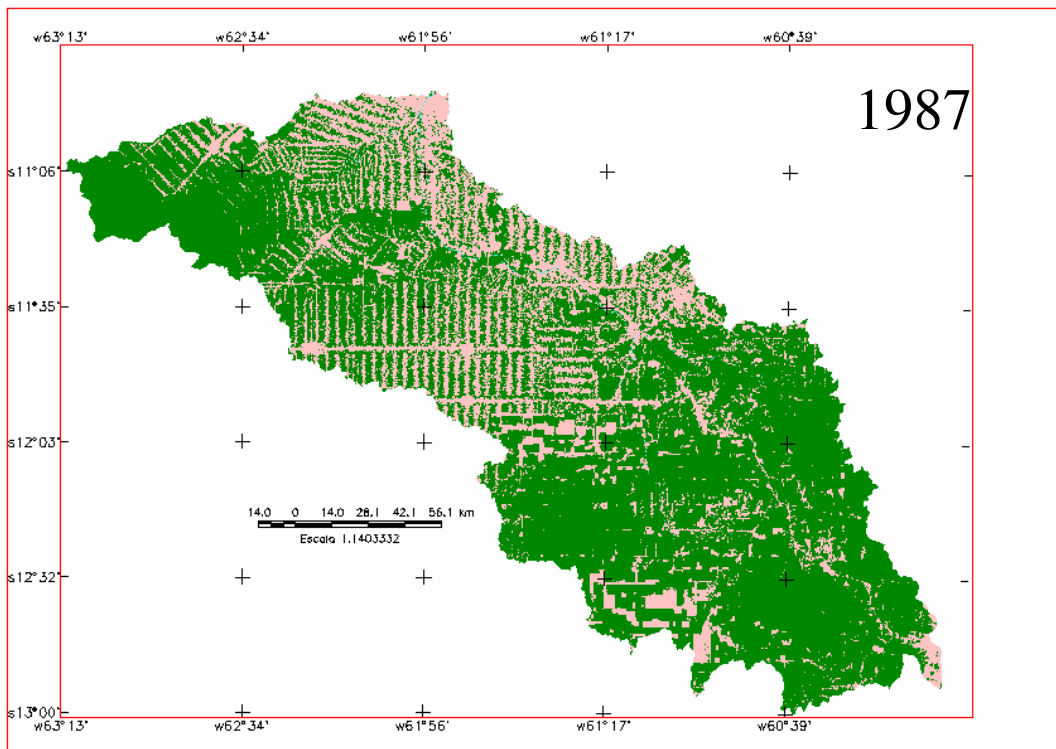 w63°13' w62°34' w61°56' w61°17' w60°39'
1987
s11°06'
s11°35'
s12°03'
14.0 0 14.0 28.1 42.1 56.1 km
Escala 1.1403332
s12°32'
s13°00'
w63°13' w62°34' w61°56' w61°17' w60°39'